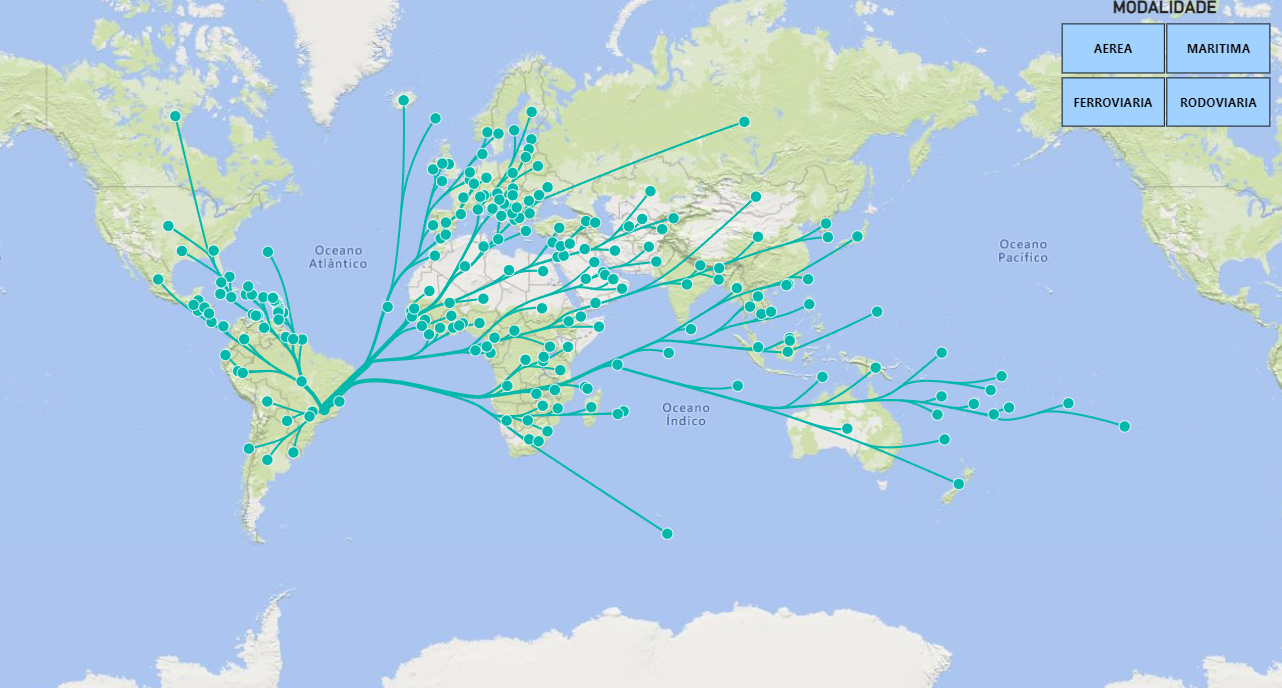 MODALIDADE
AEREA
MARITIMA
FERROVIARIA
RODOVIARIA
Oceano
Atlântico
Oceano
Pacífico
Oceano
Índico